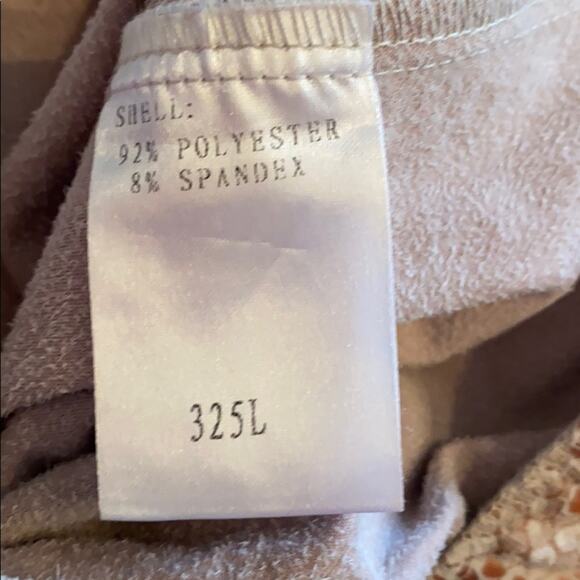 SHELL:
92% POLYESTER
8% SPANDEX
325L